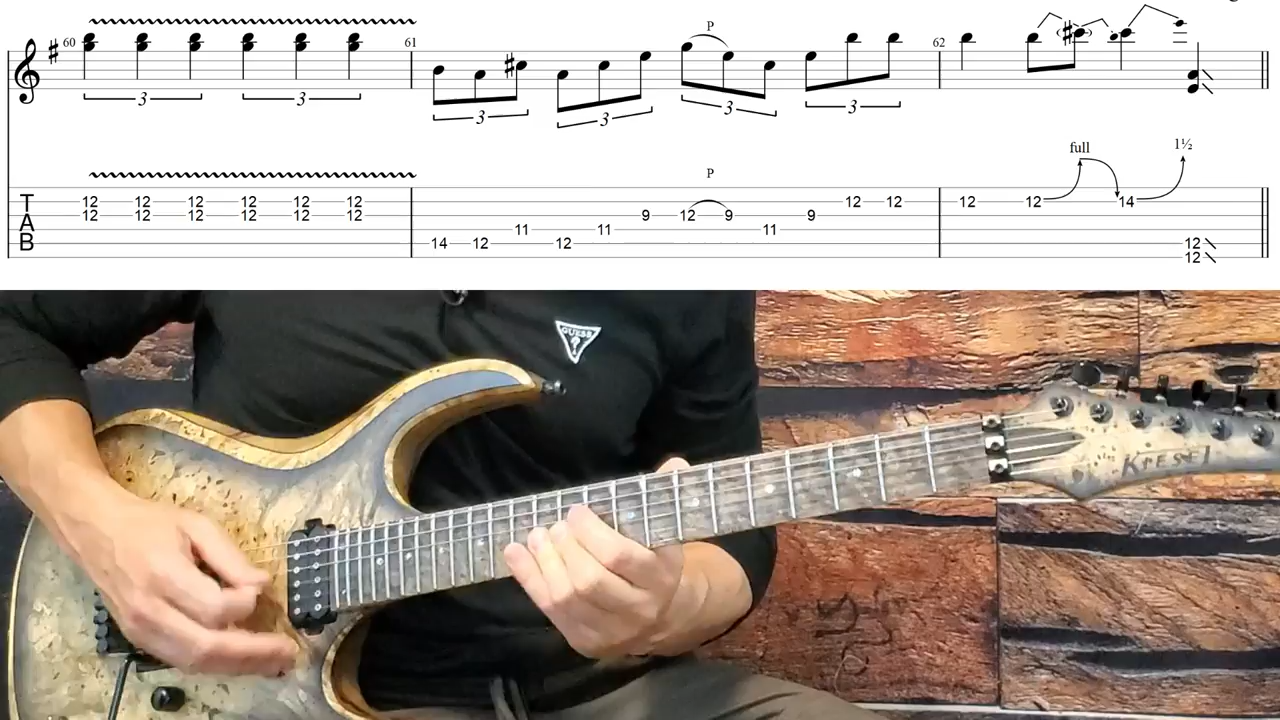 60 61 62
P
3 3 3 3 3 3
full 1½
P
T
A
B
12 12 12 12 12 12 12 12 12 14
12 12 12 12 12 12 9 12 9 9
11 11 11
14 12 12 12
12
GUESS
?
KIESEL